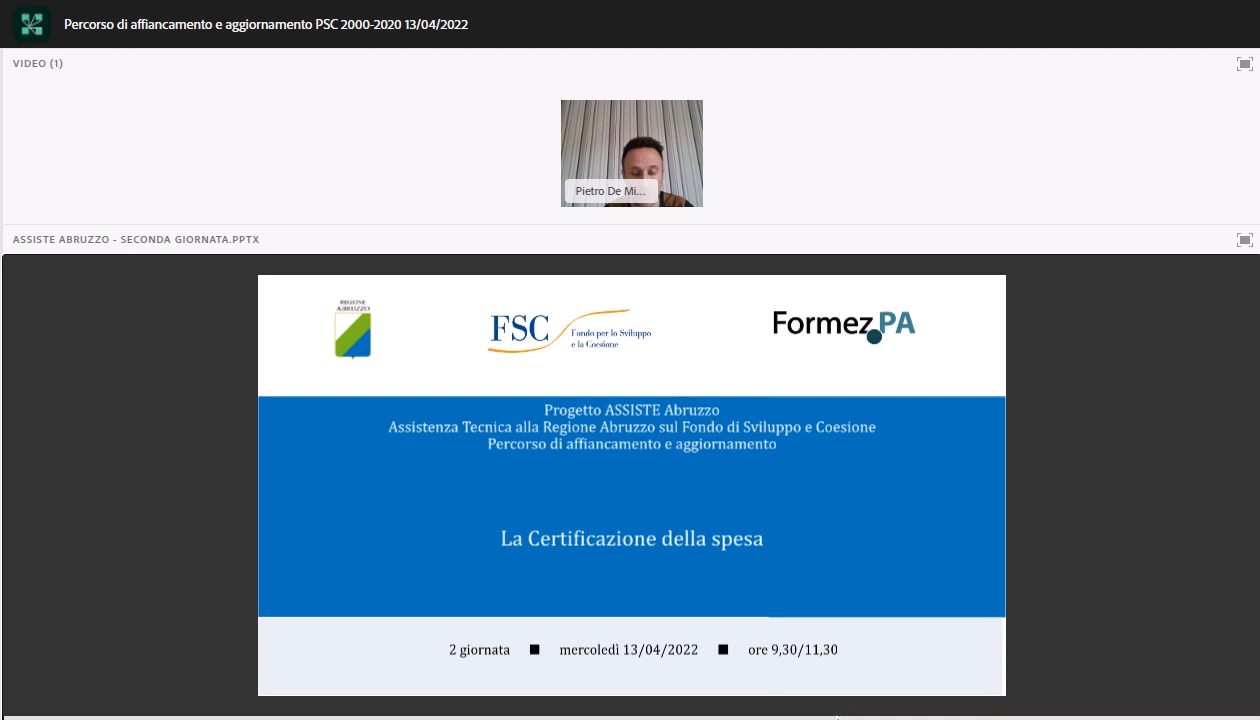 Percorso di affiancamento e aggiornamento PSC 2000-2020 13/04/2022
VIDEO (1)
Pietro De Mi...
ASSISTE ABRUZZO - SECONDA GIORNATA.PPTX
REGIONE
ABRUZZO
FSC
Fondo per lo Sviluppo
e la Coesione
Formez PA
Progetto ASSISTE Abruzzo
Assistenza Tecnica alla Regione Abruzzo sul Fondo di Sviluppo e Coesione
Percorso di affiancamento e aggiornamento
La Certificazione della spesa
2 giornata ■ mercoledì 13/04/2022 ■ ore 9,30/11,30